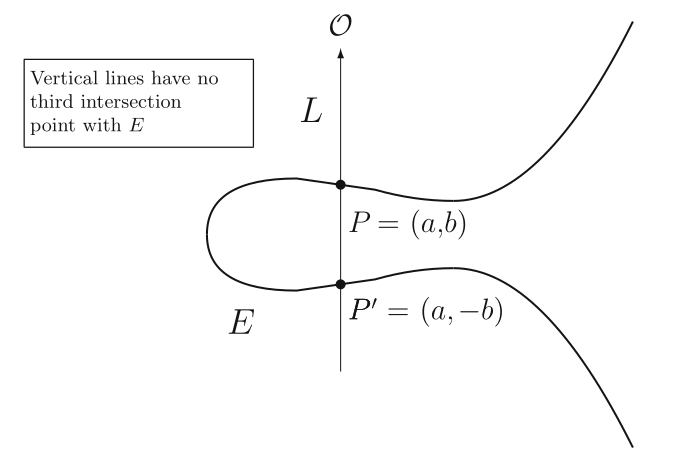 𝒪
Vertical lines have no
third intersection
point with E
L
P = (a,b)
P′ = (a, −b)
E